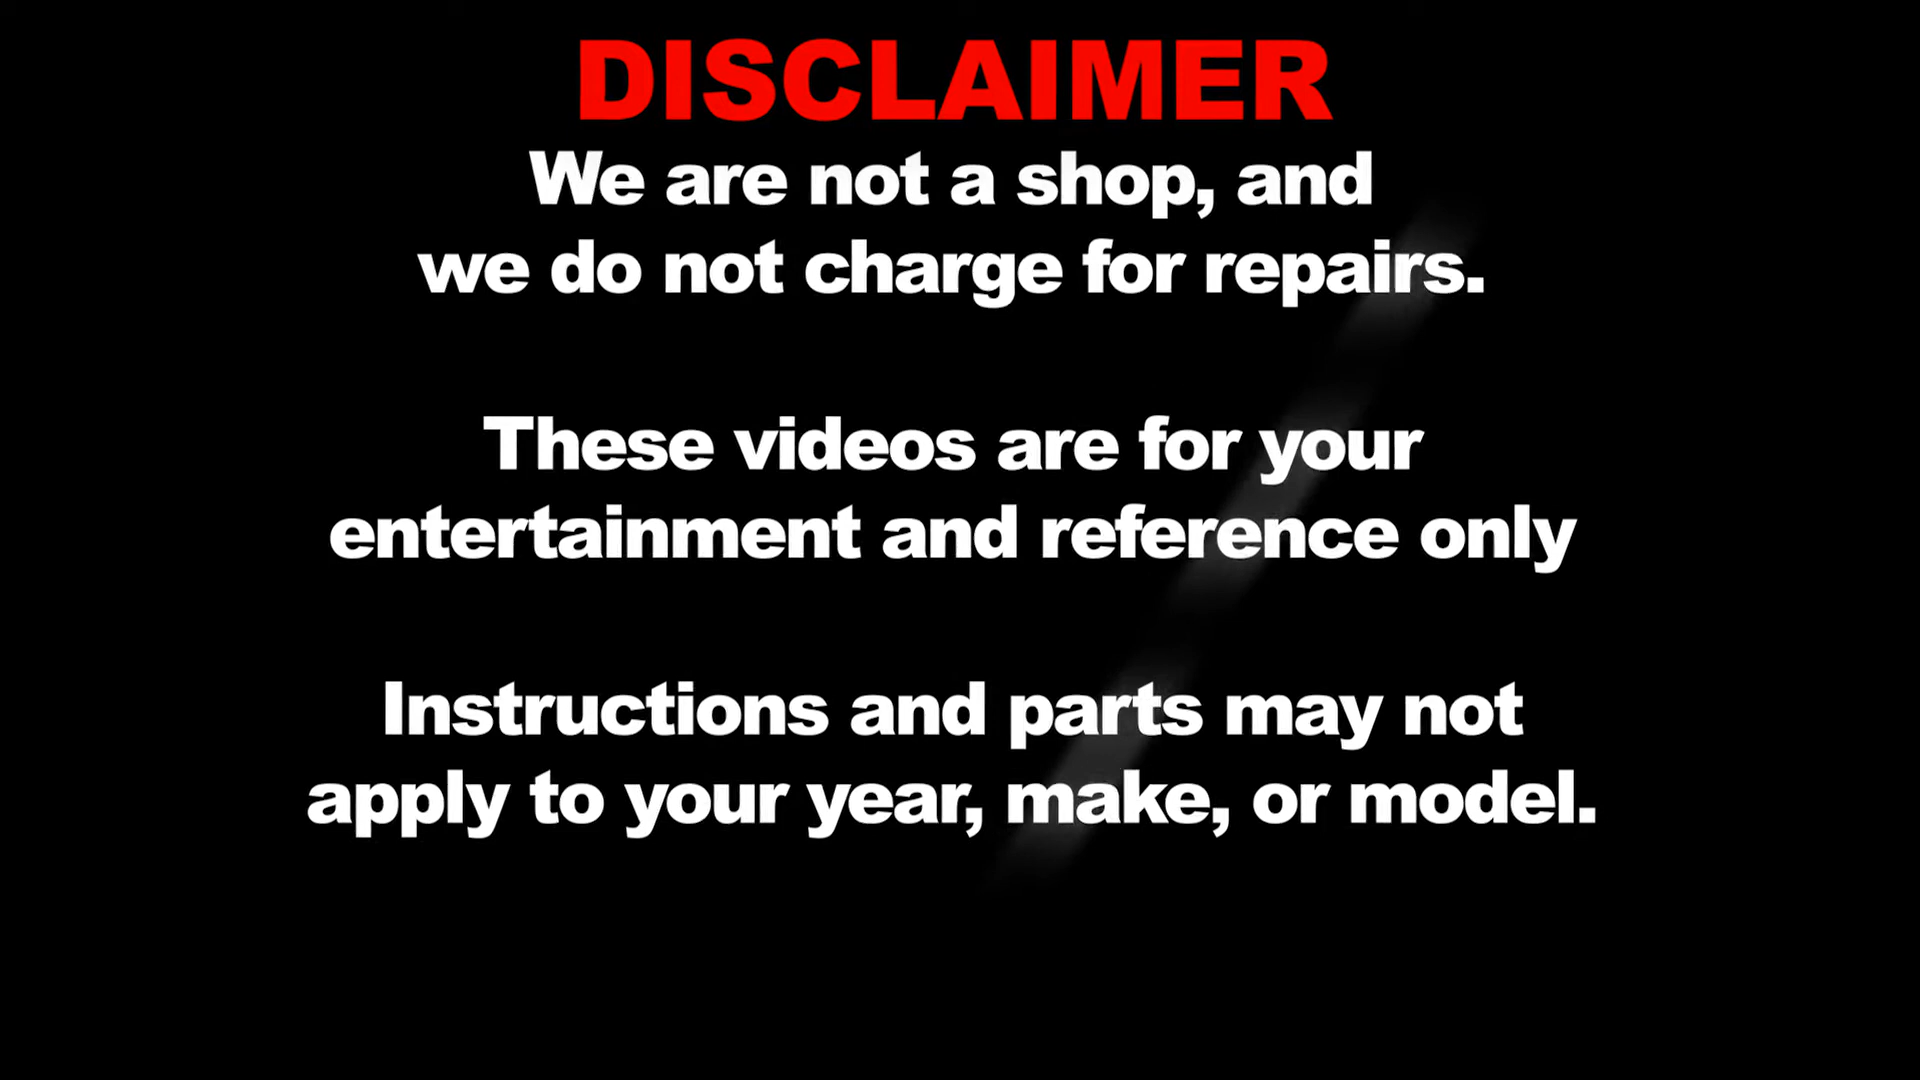 DISCLAIMER
We are not a shop, and
we do not charge for repairs.
These videos are for your
entertainment and reference only
Instructions and parts may not
apply to your year, make, or model.